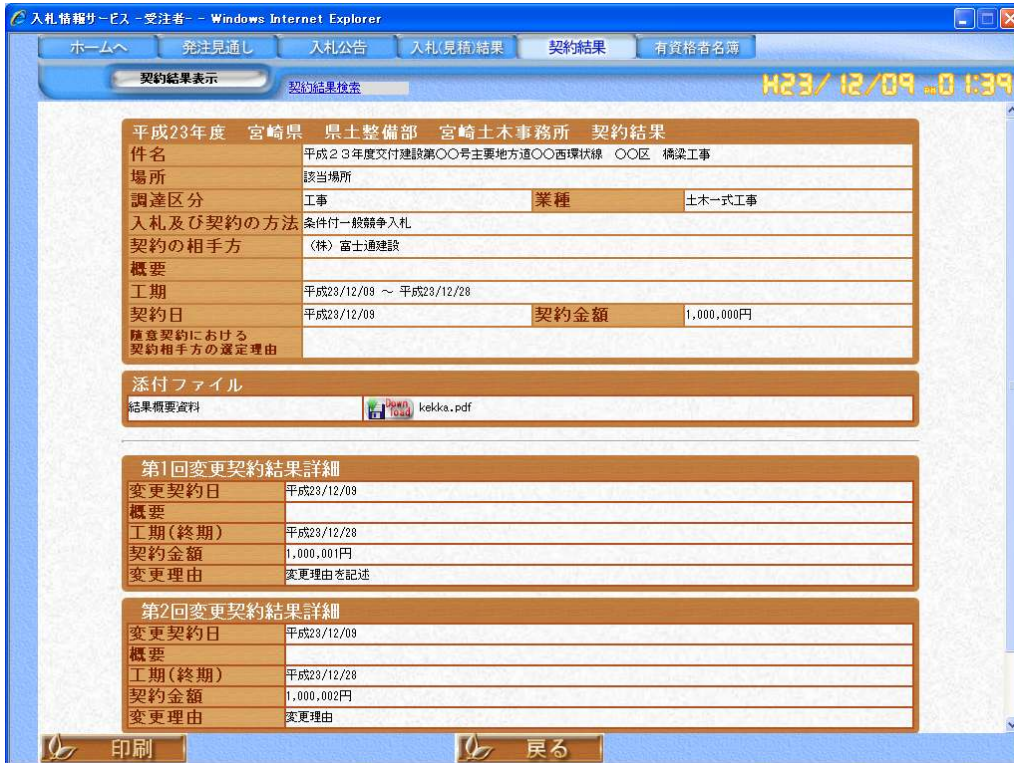 入札情報サービス -受注者- - Windows Internet Explorer
ホームへ 発注見通し 入札公告 入札(見積)結果 契約結果 有資格者名簿
契約結果表示 契約結果検索 H23/12/09 PM 01:39
平成23年度 宮崎県 県土整備部 宮崎土木事務所 契約結果
件名 平成23年度交付建設第〇〇号主要地方道〇〇西環状線 〇〇区 橋梁工事
場所 該当場所
調達区分 工事 業種 土木一式工事
入札及び契約の方法 条件付一般競争入札
契約の相手方 (株)富士通建設
概要
工期 平成23/12/09 ～ 平成23/12/28
契約日 平成23/12/09 契約金額 1,000,000円
随意契約における
契約相手方の選定理由
添付ファイル
結果概要資料 Down load kekka.pdf
第1回変更契約結果詳細
変更契約日 平成23/12/09
概要
工期(終期) 平成23/12/28
契約金額 1,000,001円
変更理由 変更理由を記述
第2回変更契約結果詳細
変更契約日 平成23/12/09
概要
工期(終期) 平成23/12/28
契約金額 1,000,002円
変更理由 変更理由
印刷 戻る